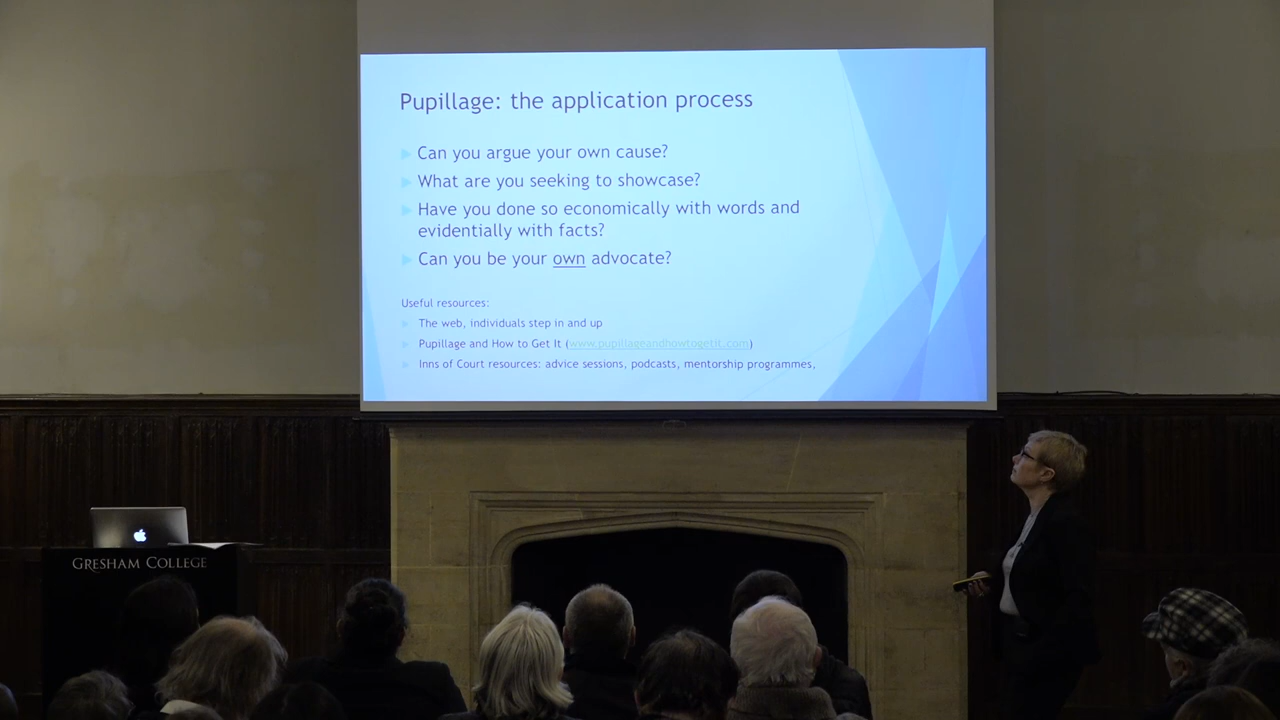 Pupillage: the application process
Can you argue your own cause?
What are you seeking to showcase?
Have you done so economically with words and
evidentially with facts?
Can you be your own advocate?
Useful resources:
The web, individuals step in and up
Pupillage and How to Get It (www.pupillageandhowtogetit.com)
Inns of Court resources: advice sessions, podcasts, mentorship programmes,
GRESHAM COLLEGE